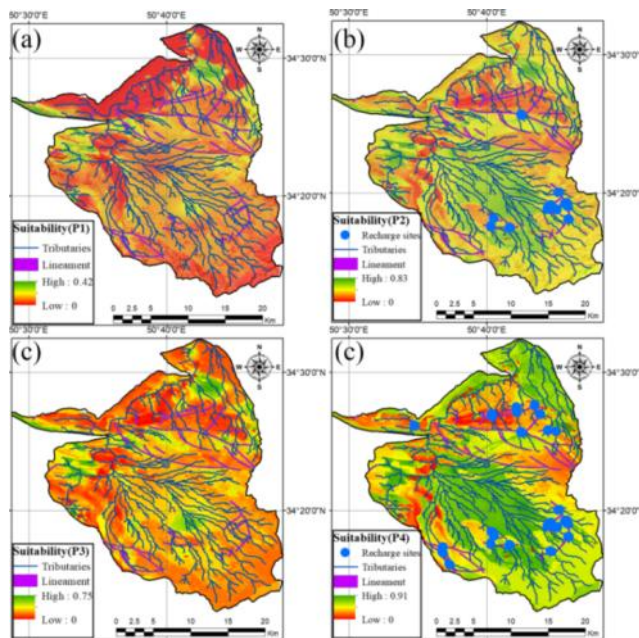 50°30'0"E 50°40'0"E
50°30'0"E 50°40'0"E
(a)
N
W E
S
34°30'0"N
34°20'0"N
Suitability(P1)
Tributaries
Lineament
High : 0.42
Low : 0
0 2.5 5 10 15 20
Km
(b)
N
W E
S
34°30'0"N
34°20'0"N
Suitability(P2)
Recharge sites
Tributaries
Lineament
High : 0.83
Low : 0
0 2.5 5 10 15 20
Km
50°30'0"E 50°40'0"E
50°30'0"E 50°40'0"E
(c)
N
W E
S
34°30'0"N
34°20'0"N
Suitability(P3)
Tributaries
Lineament
High : 0.75
Low : 0
0 2.5 5 10 15 20
Km
(c)
N
W E
S
34°30'0"N
34°20'0"N
Suitability(P4)
Recharge sites
Tributaries
Lineament
High : 0.91
Low : 0
0 2.5 5 10 15 20
Km